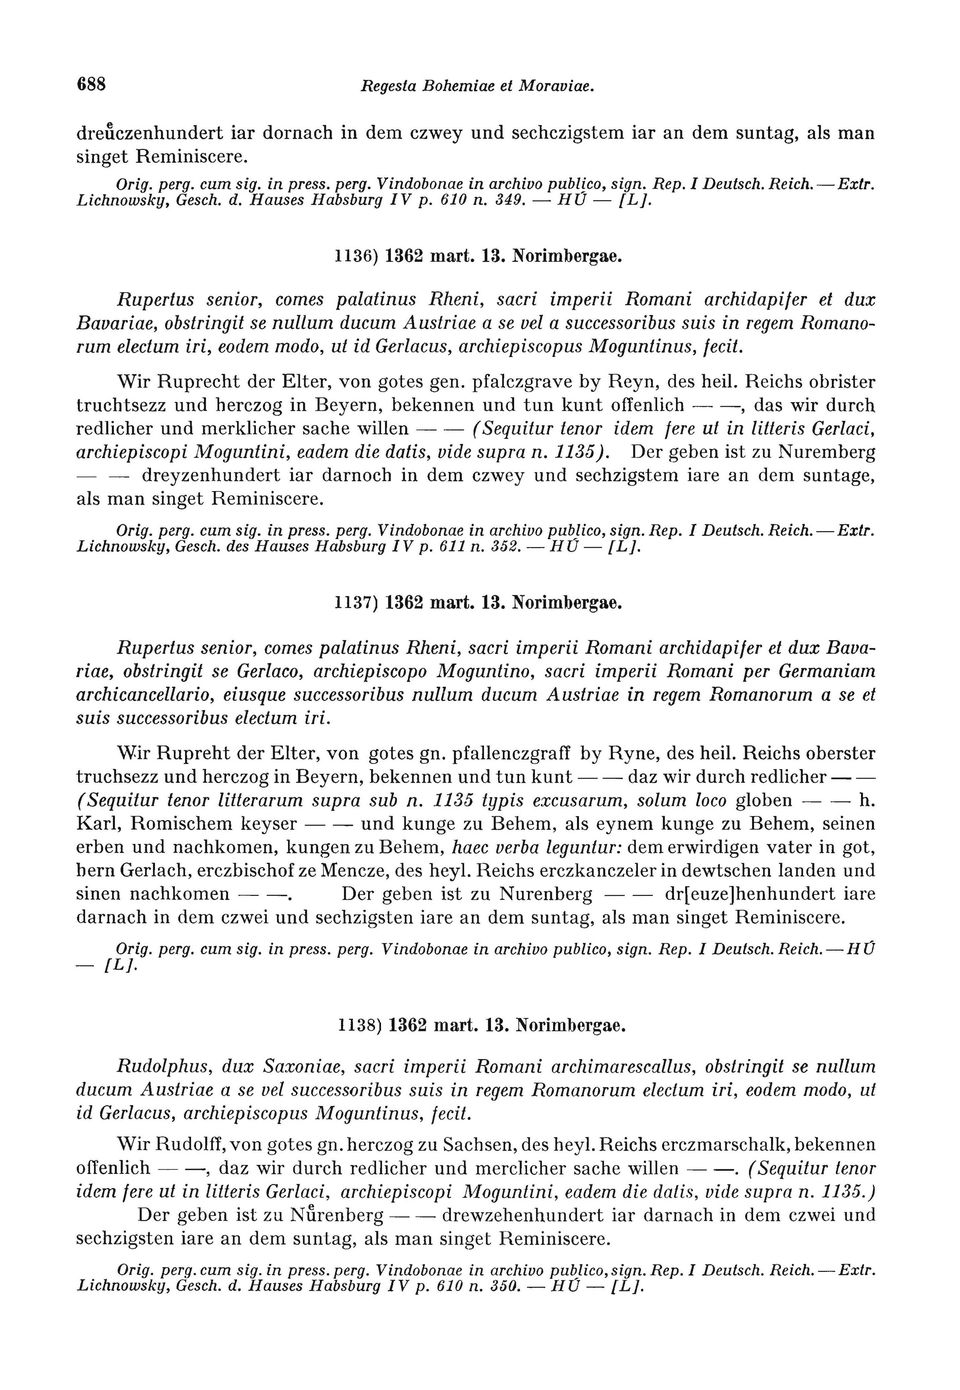 688 Regesta Bohemiae et Moraviae.
dreůczenhundert iar dornach in dem czwey und sechczigstem iar an dem suntag, als man
singet Reminiscere.
Orig. perg. cum sig. in press. perg. Vindobonae in archivo publico, sign. Rep. I Deutsch. Reich. — Extr.
Lichnowsky, Gesch. d. Hauses Habsburg IV p. 610 n. 349. — HÚ — [L].
1136) 1362 mart. 13. Norimbergae.
Rupertus senior, comes palatinus Rheni, sacri imperii Romani archidapifer et dux
Bavariae, obstringit se nullum ducum Austriae a se vel a successoribus suis in regem Romano-
rum electum iri, eodem modo, ut id Gerlacus, archiepiscopus Moguntinus, fecit.
Wir Ruprecht der Elter, von gotes gen. pfalczgrave by Reyn, des heil. Reichs obrister
truchtsezz und herczog in Beyern, bekennen und tun kunt offenlich — —, das wir durch
redlicher und merklicher sache willen — — (Sequitur tenor idem fere ut in litteris Gerlaci,
archiepiscopi Moguntini, eadem die datis, vide supra n. 1135). Der geben ist zu Nuremberg
— — dreyzenhundert iar darnoch in dem czwey und sechzigstem iare an dem suntage,
als man singet Reminiscere.
Orig. perg. cum sig. in press. perg. Vindobonae in archivo publico, sign. Rep. I Deutsch. Reich. — Extr.
Lichnowsky, Gesch. des Hauses Habsburg IV p. 611 n. 352. — HÚ — [L].
1137) 1362 mart. 13. Norimbergae.
Rupertus senior, comes palatinus Rheni, sacri imperii Romani archidapifer et dux Bava-
riae, obstringit se Gerlaco, archiepiscopo Moguntino, sacri imperii Romani per Germaniam
archicancellario, eiusque successoribus nullum ducum Austriae in regem Romanorum a se et
suis successoribus electum iri.
Wir Rupreht der Elter, von gotes gn. pfallenczgraff by Ryne, des heil. Reichs oberster
truchsezz und herczog in Beyern, bekennen und tun kunt — — daz wir durch redlicher — —
(Sequitur tenor litterarum supra sub n. 1135 typis excusarum, solum loco globen — — h.
Karl, Romischem keyser — — und kunge zu Behem, als eynem kunge zu Behem, seinen
erben und nachkomen, kungen zu Behem, haec verba leguntur: dem erwirdigen vater in got,
hern Gerlach, erczbischof ze Mencze, des heyl. Reichs erczkanczeler in dewtschen landen und
sinen nachkomen — —. Der geben ist zu Nurenberg — — dr[euze]henhundert iare
darnach in dem czwei und sechzigsten iare an dem suntag, als man singet Reminiscere.
Orig. perg. cum sig. in press. perg. Vindobonae in archivo publico, sign. Rep. I Deutsch. Reich. — HÚ
— [L].
1138) 1362 mart. 13. Norimbergae.
Rudolphus, dux Saxoniae, sacri imperii Romani archimarescallus, obstringit se nullum
ducum Austriae a se vel successoribus suis in regem Romanorum electum iri, eodem modo, ut
id Gerlacus, archiepiscopus Moguntinus, fecit.
Wir Rudolff, von gotes gn. herczog zu Sachsen, des heyl. Reichs erczmarschalk, bekennen
offenlich — —, daz wir durch redlicher und merclicher sache willen — —. (Sequitur tenor
idem fere ut in litteris Gerlaci, archiepiscopi Moguntini, eadem die datis, vide supra n. 1135.)
Der geben ist zu Nuͤrenberg — — drewzehenhundert iar darnach in dem czwei und
sechzigsten iare an dem suntag, als man singet Reminiscere.
Orig. perg. cum sig. in press. perg. Vindobonae in archivo publico, sign. Rep. I Deutsch. Reich. — Extr.
Lichnowsky, Gesch. d. Hauses Habsburg IV p. 610 n. 350. — HÚ — [L].